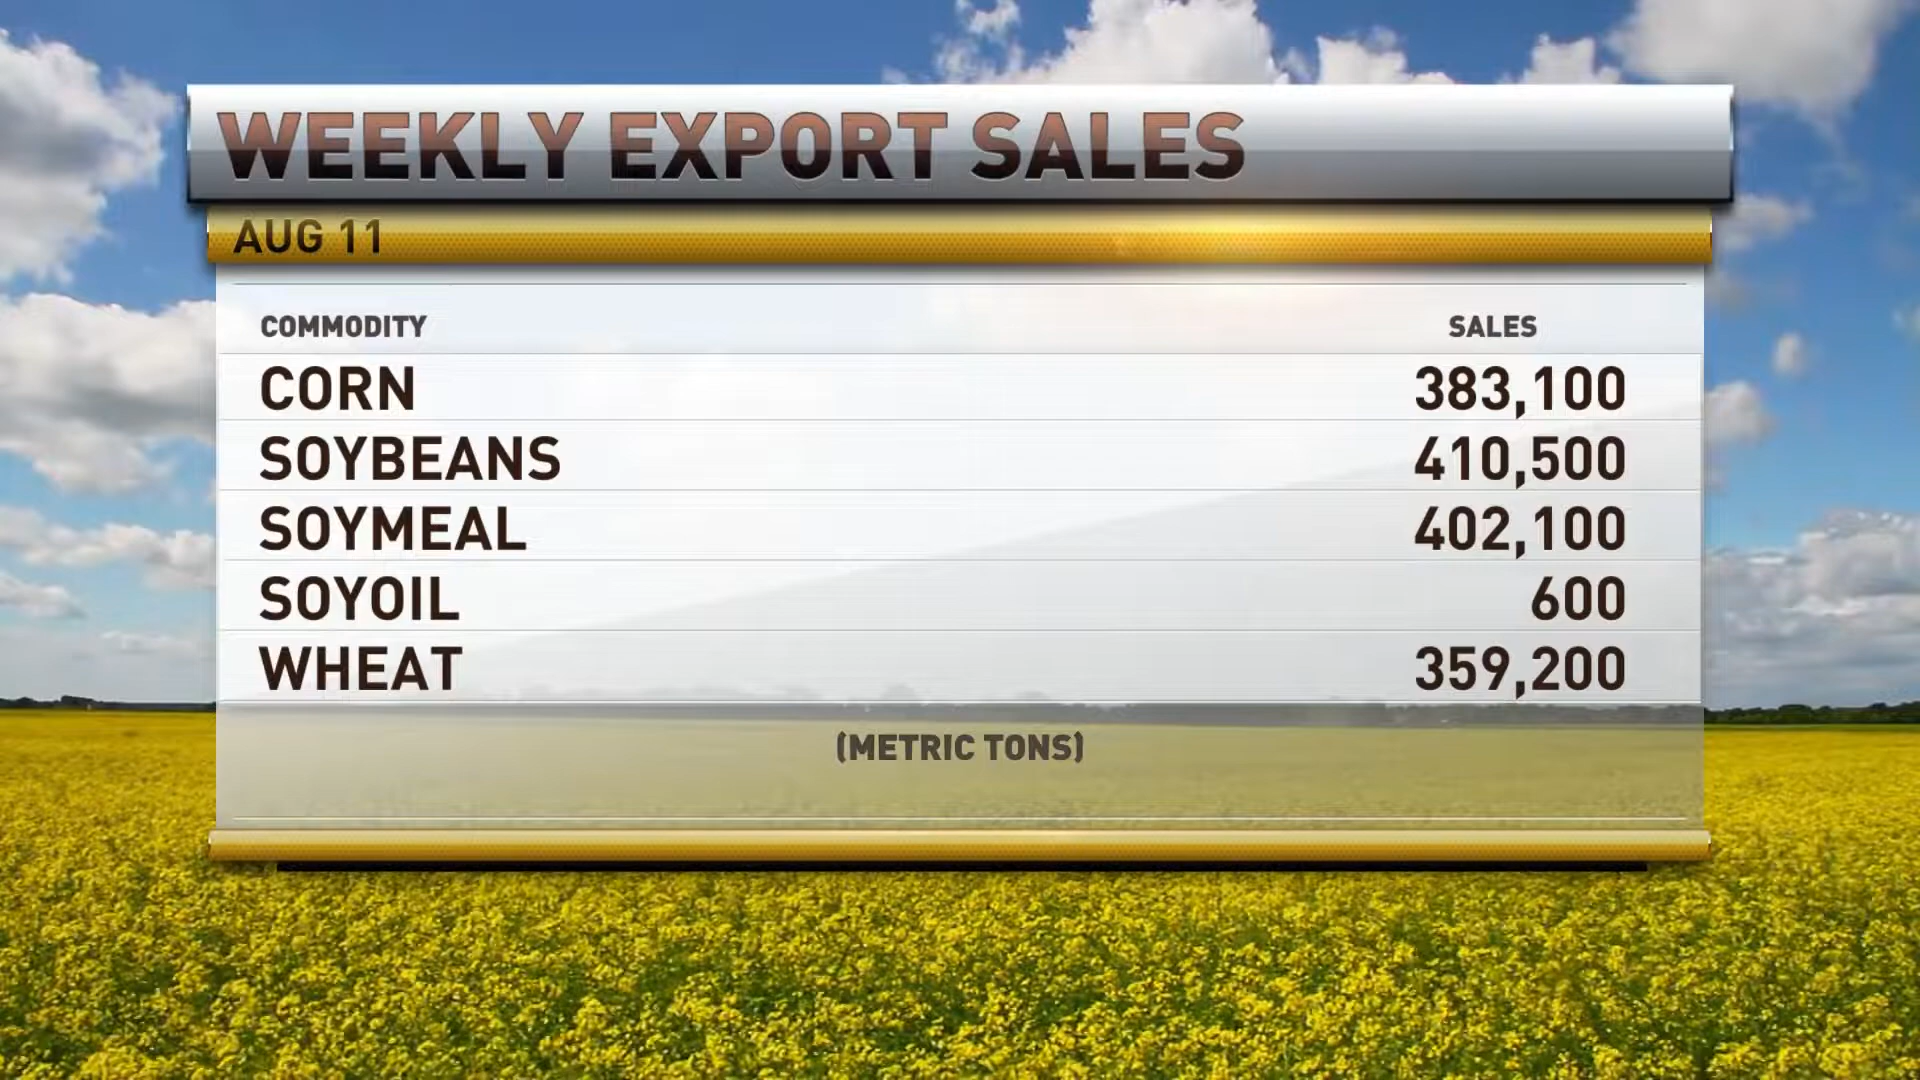 WEEKLY EXPORT SALES
AUG 11
COMMODITY SALES
CORN 383,100
SOYBEANS 410,500
SOYMEAL 402,100
SOYOIL 600
WHEAT 359,200
(METRIC TONS)